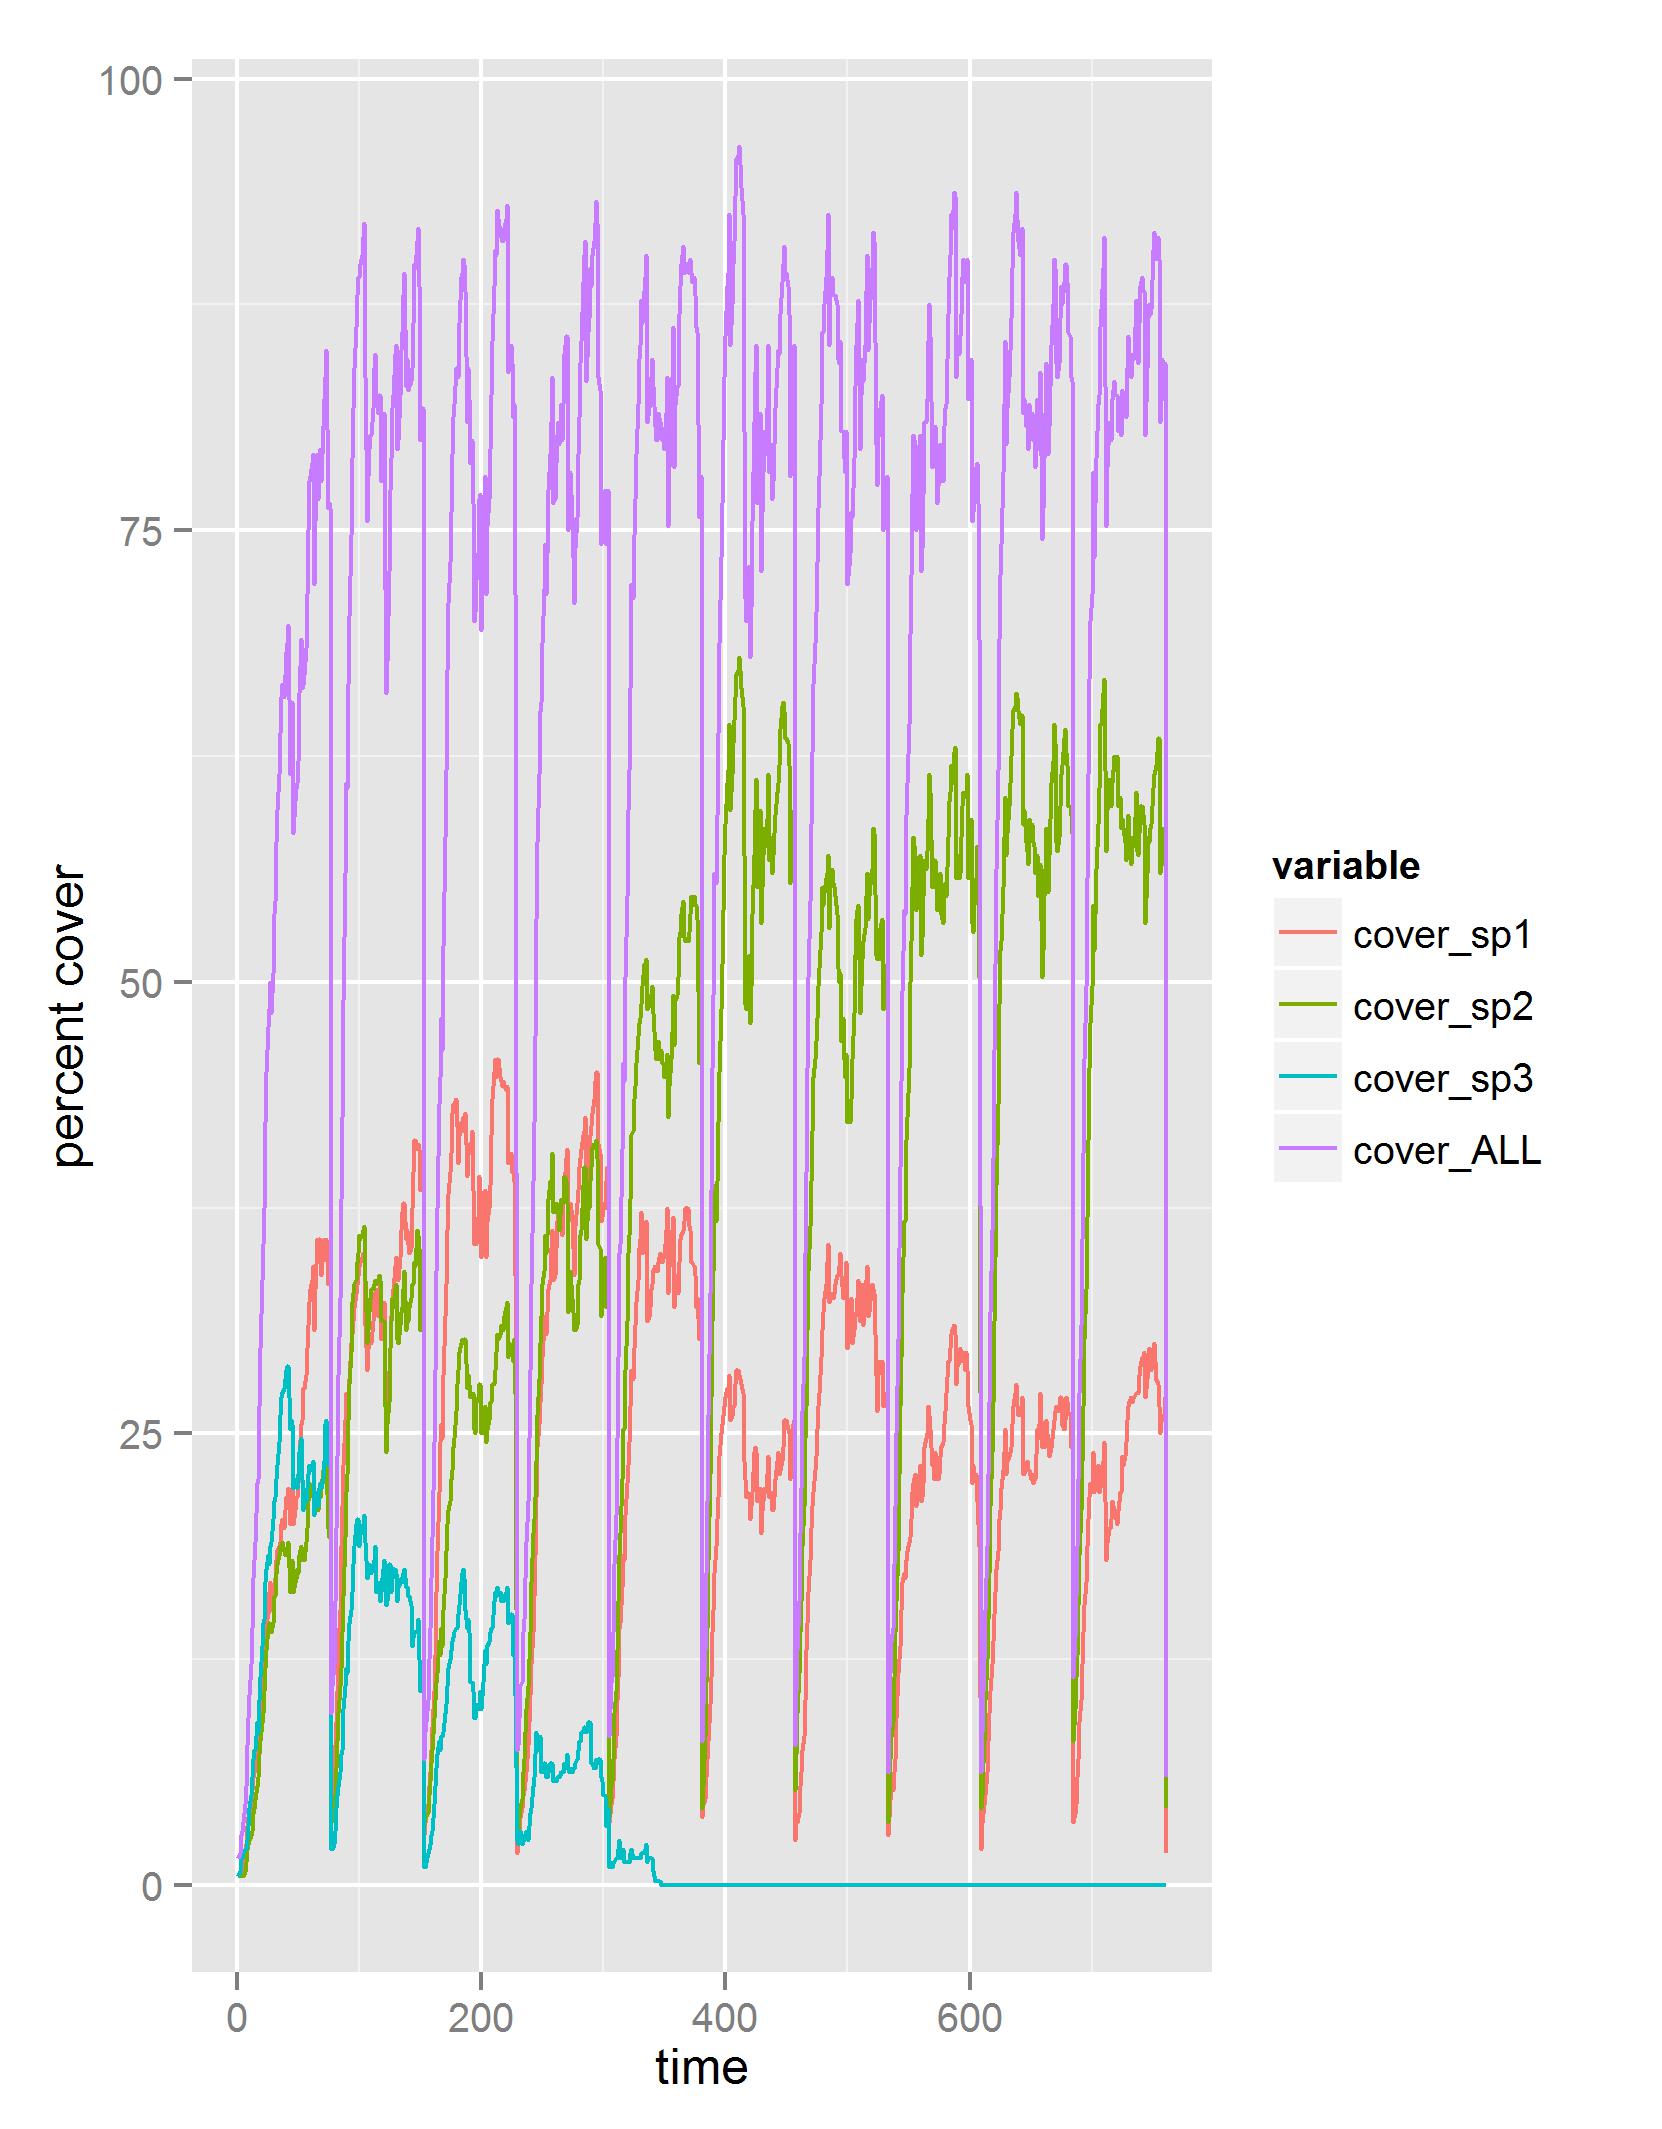 100
75
50
25
0
percent cover
0 200 400 600
time
variable
cover_sp1
cover_sp2
cover_sp3
cover_ALL